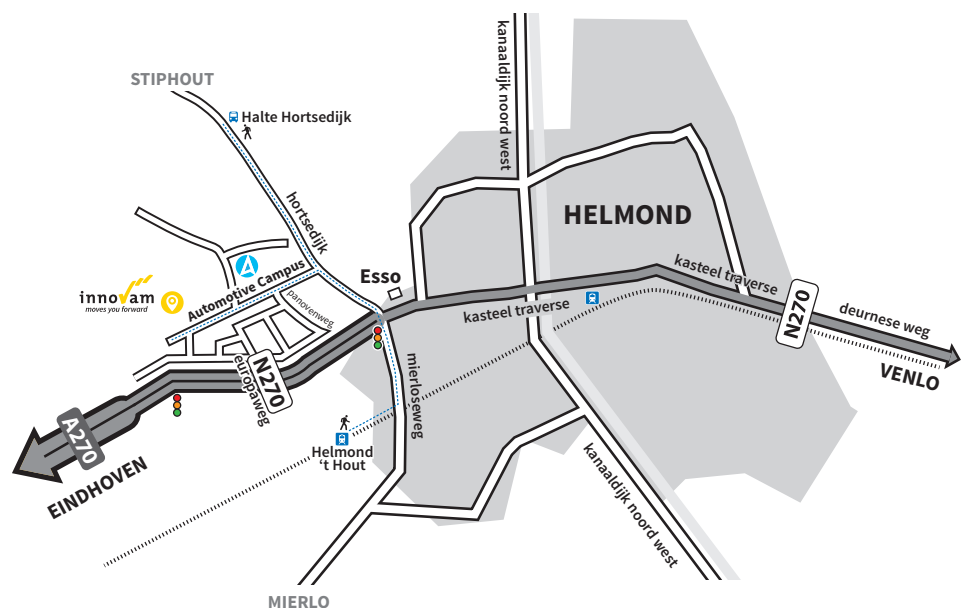 STIPHOUT
Halte Hortsedijk
kanaaldijk noord west
hortsedijk
HELMOND
Esso
kasteel traverse
kasteel traverse
N270
deurnese weg
VENLO
innovam
moves you forward
Automotive Campus
panovenweg
europaweg
N270
mierloseweg
A270
EINDHOVEN
Helmond
‘t Hout
kanaaldijk noord west
MIERLO